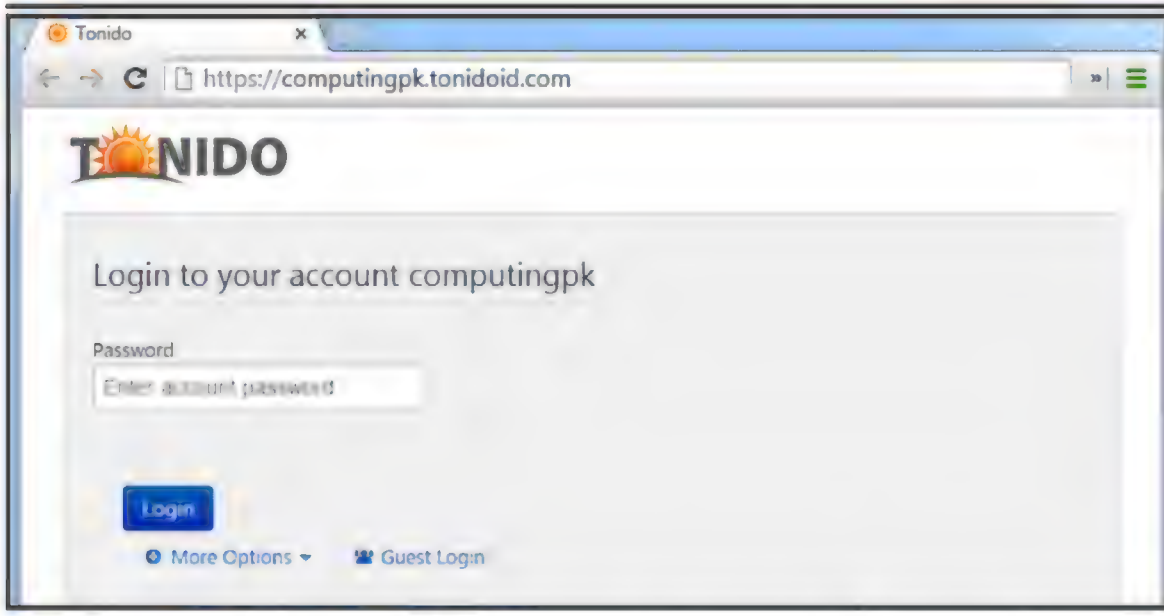 Tonido
https://computingpk.tonidoid.com
TONIDO
Login to your account computingpk
Password
Enter account password
Login
More Options
Guest Login